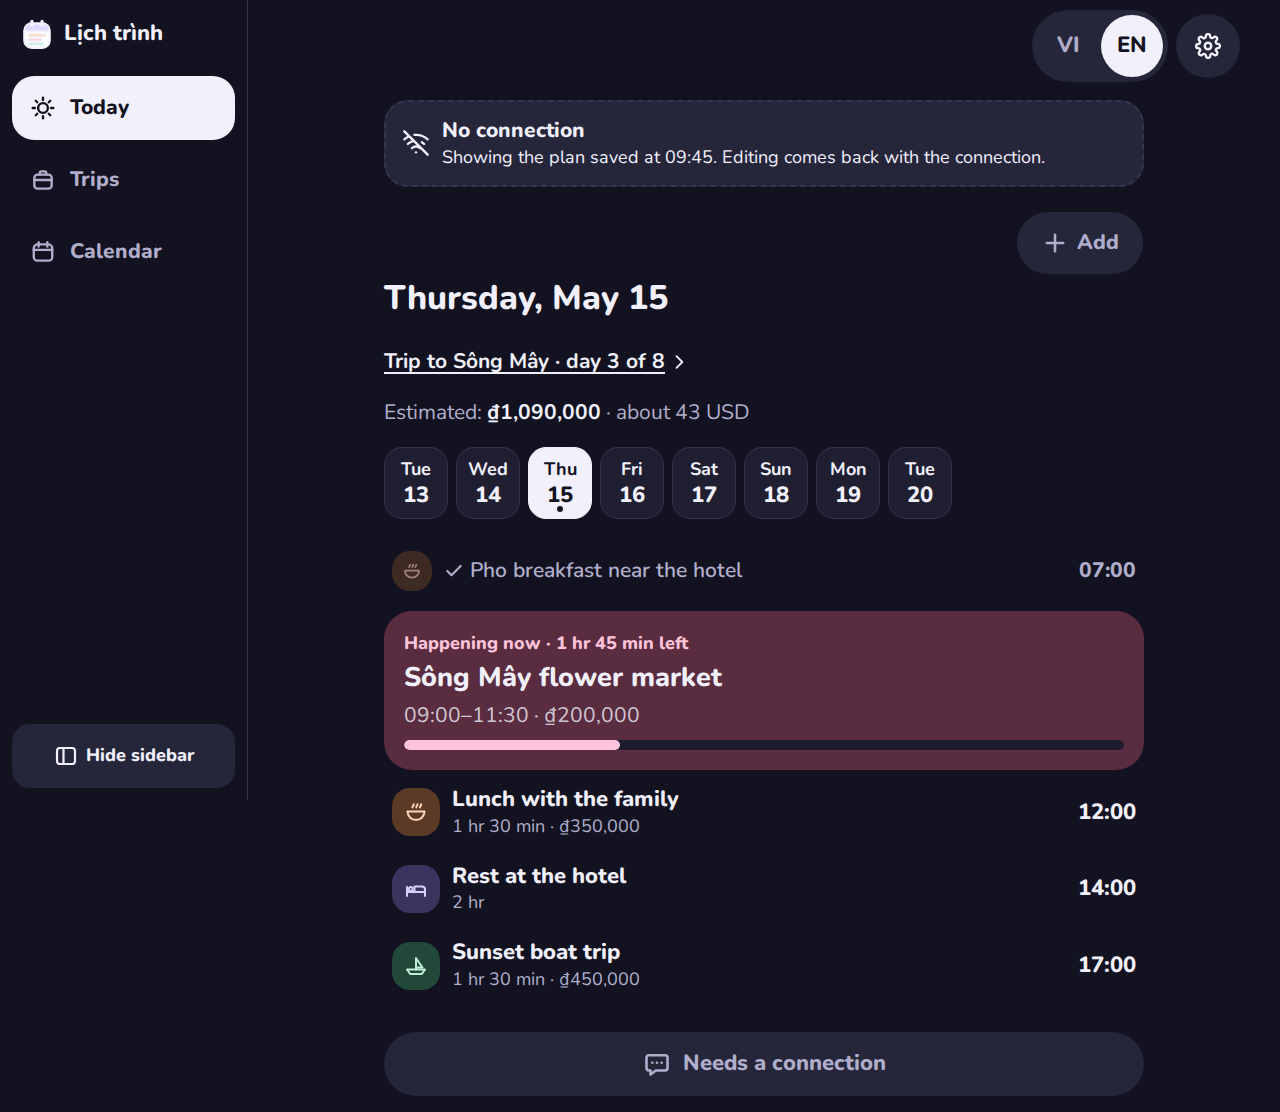 Lịch trình
VI
EN
Today
Trips
Calendar
Hide sidebar
No connection
Showing the plan saved at 09:45. Editing comes back with the connection.
Add
Thursday, May 15
Trip to Sông Mây · day 3 of 8
Estimated: ₫1,090,000 · about 43 USD
Tue Wed Thu Fri Sat Sun Mon Tue
13 14 15 16 17 18 19 20
Pho breakfast near the hotel 07:00
Happening now · 1 hr 45 min left
Sông Mây flower market
09:00–11:30 · ₫200,000
Lunch with the family 12:00
1 hr 30 min · ₫350,000
Rest at the hotel 14:00
2 hr
Sunset boat trip 17:00
1 hr 30 min · ₫450,000
Needs a connection